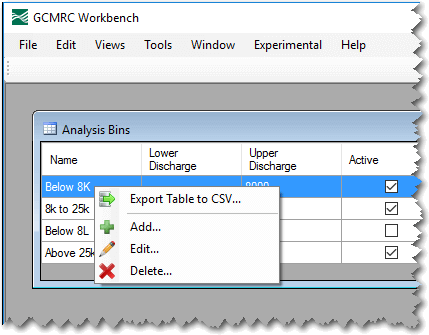 GCMRC Workbench
File Edit Views Tools Window Experimental Help
Analysis Bins
Name Lower Discharge Upper Discharge Active
Below 8K 8000
8k to 25k
Below 8L
Above 25k
Export Table to CSV...
Add...
Edit...
Delete...